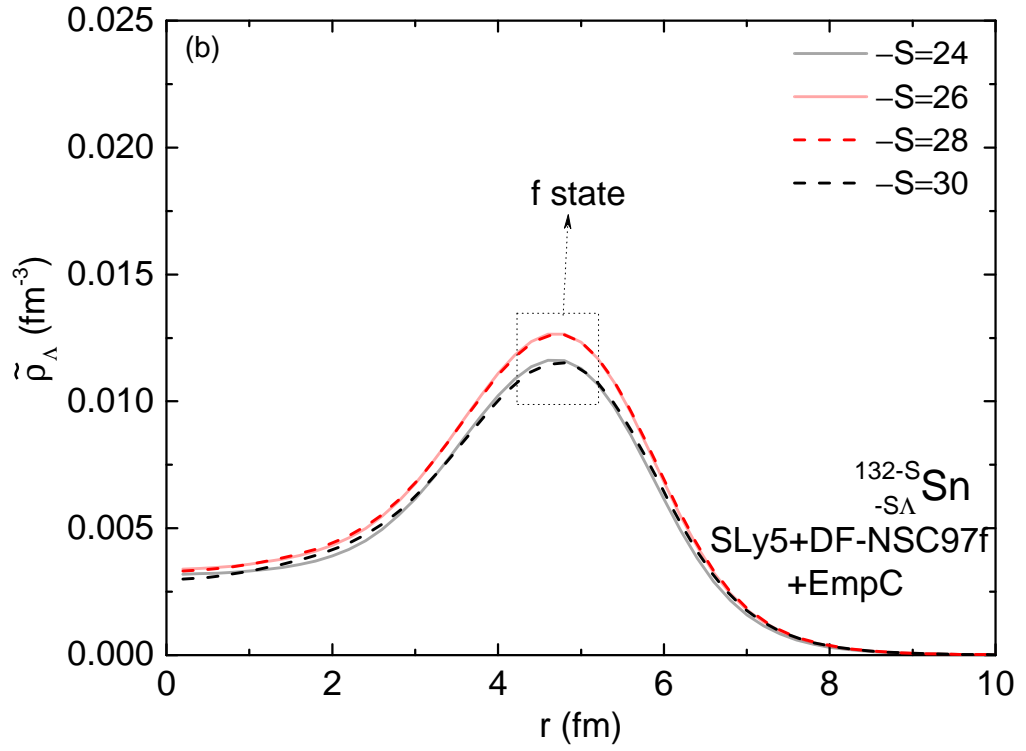 (b)
–S=24
–S=26
–S=28
–S=30
f state
0.025
0.020
0.015
0.010
0.005
0.000
ρ̃_Λ (fm⁻³)
¹³²⁻ˢ₋SΛSn
SLy5+DF-NSC97f
+EmpC
0 2 4 6 8 10
r (fm)